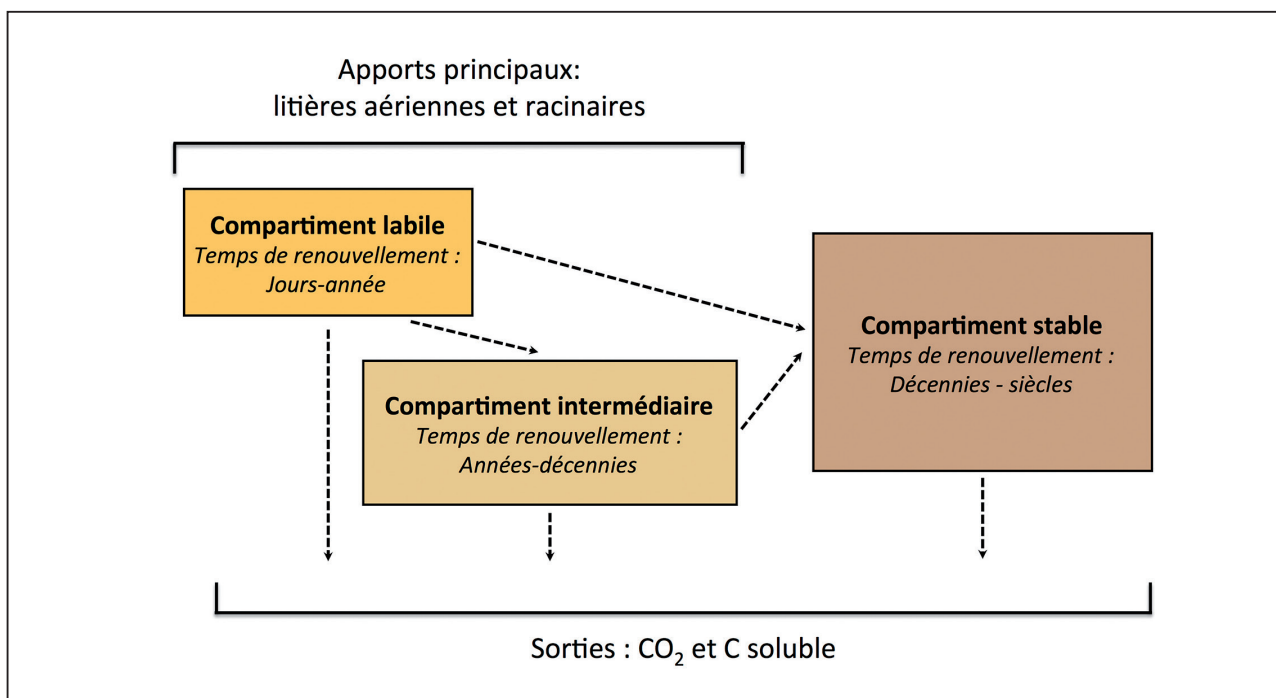 Apports principaux:
litières aériennes et racinaires
Compartiment labile
Temps de renouvellement :
Jours-année
Compartiment intermédiaire
Temps de renouvellement :
Années-décennies
Compartiment stable
Temps de renouvellement :
Décennies - siècles
Sorties : CO₂ et C soluble